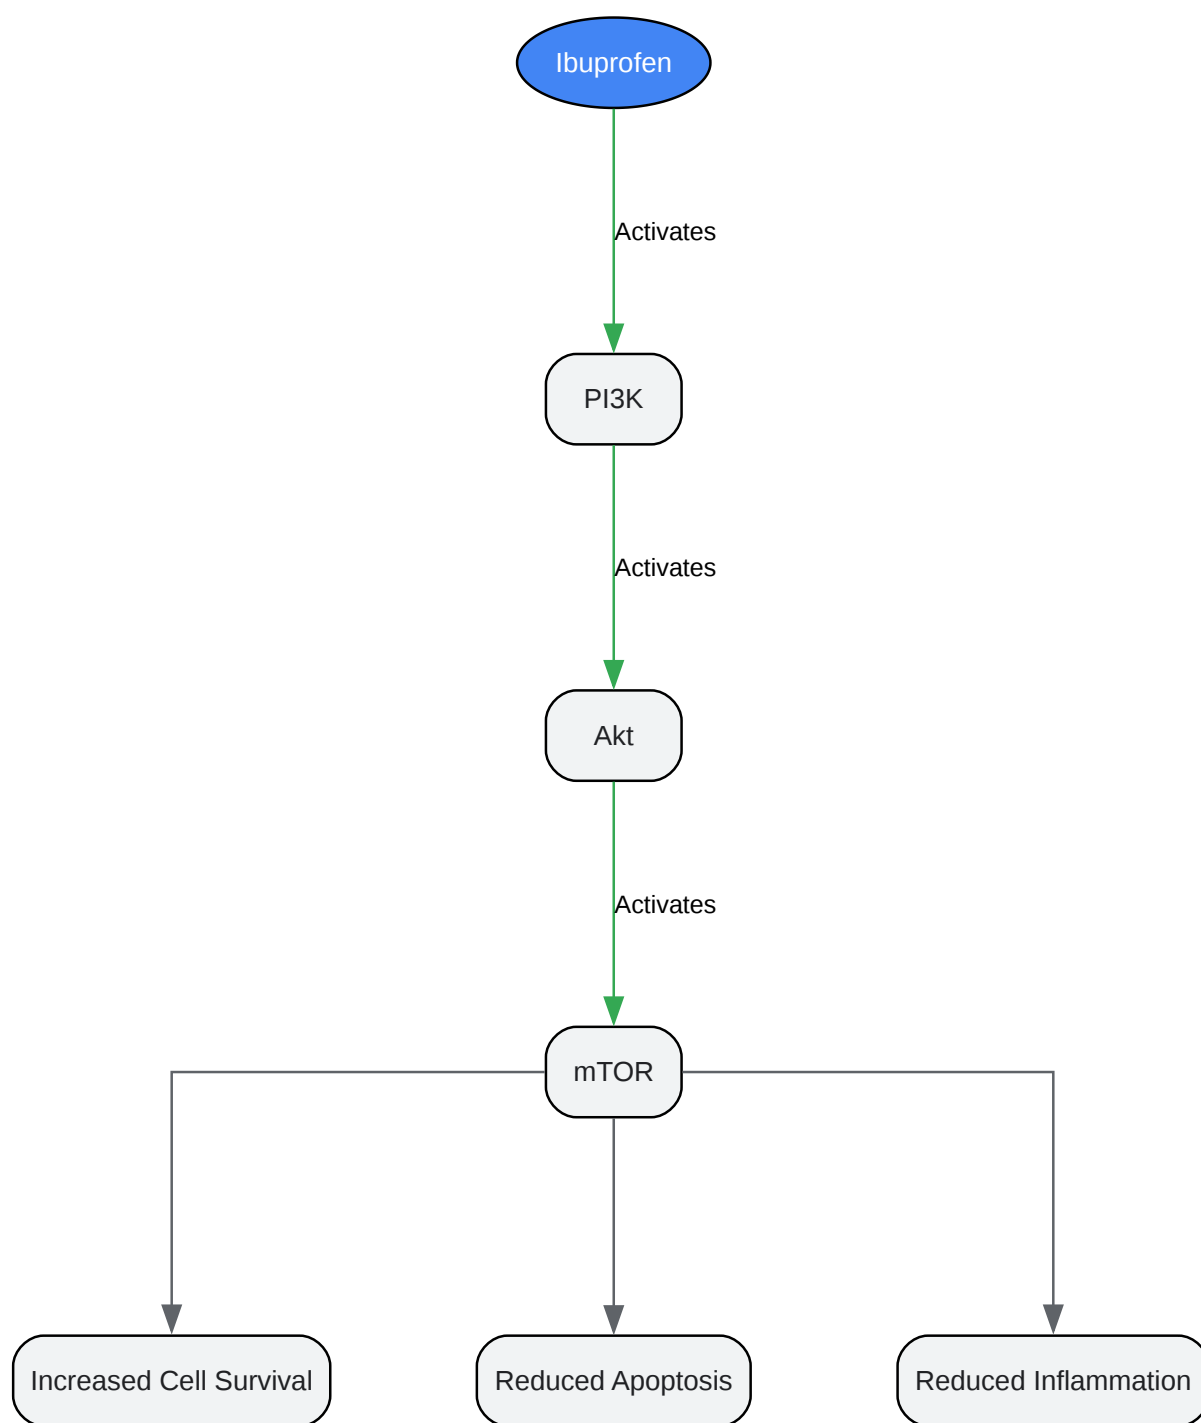 Ibuprofen
Activates
PI3K
Activates
Akt
Activates
mTOR
Increased Cell Survival
Reduced Apoptosis
Reduced Inflammation